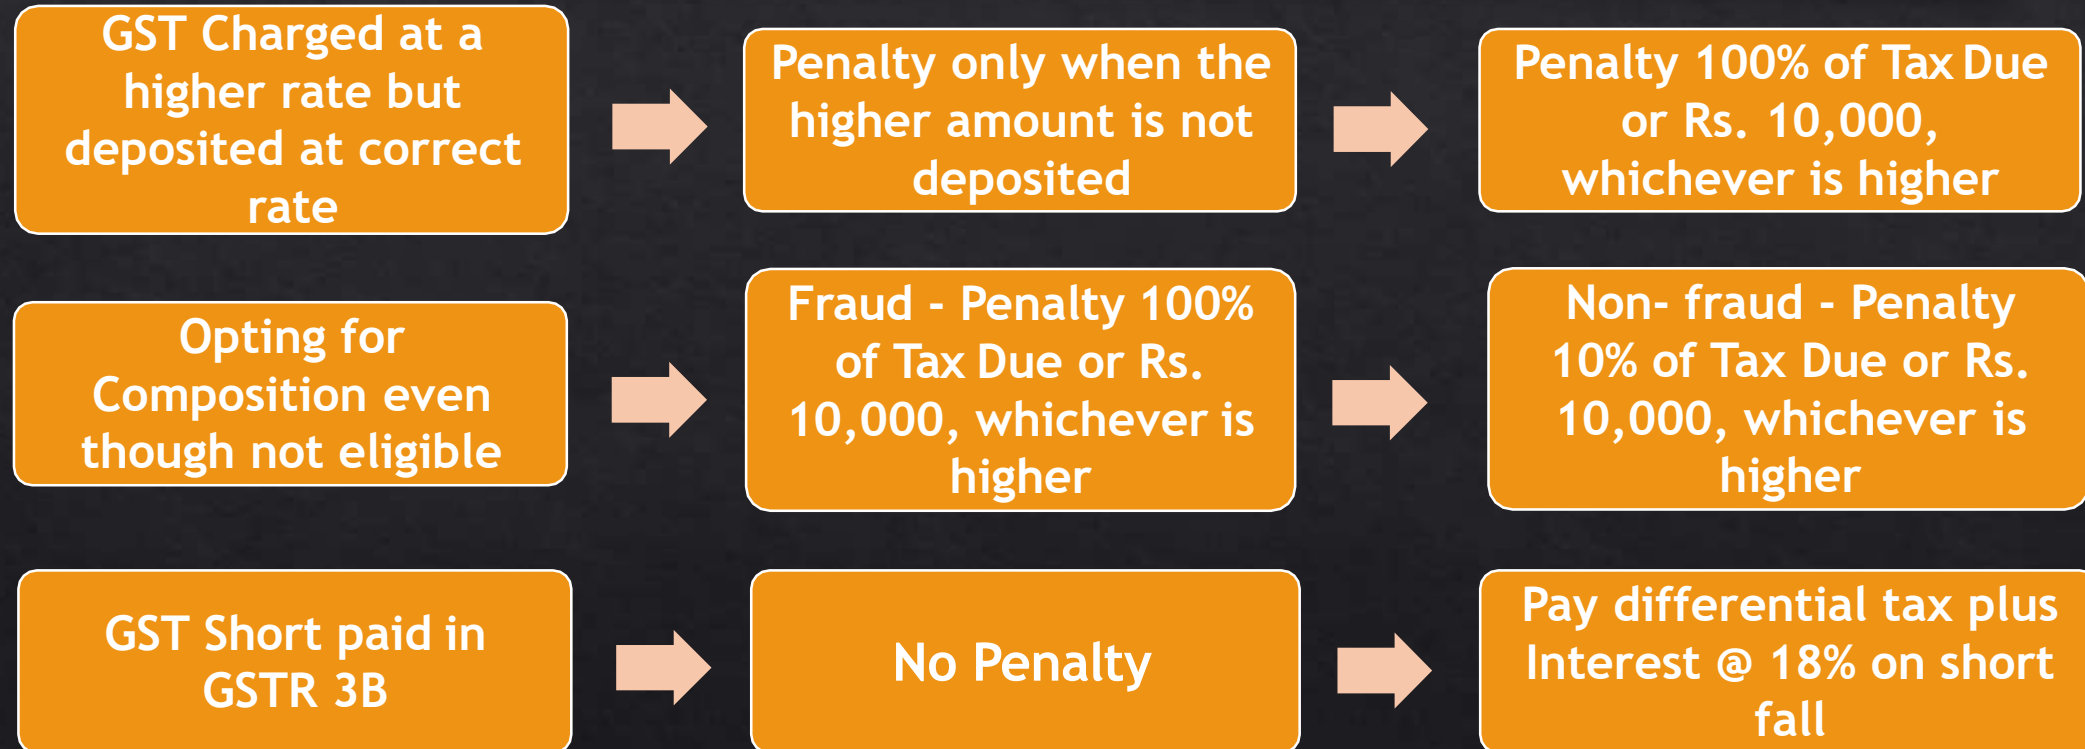 GST Charged at a
higher rate but
deposited at correct
rate
Penalty only when the
higher amount is not
deposited
Penalty 100% of Tax Due
or Rs. 10,000,
whichever is higher
Opting for
Composition even
though not eligible
Fraud - Penalty 100%
of Tax Due or Rs.
10,000, whichever is
higher
Non- fraud - Penalty
10% of Tax Due or Rs.
10,000, whichever is
higher
GST Short paid in
GSTR 3B
No Penalty
Pay differential tax plus
Interest @ 18% on short
fall